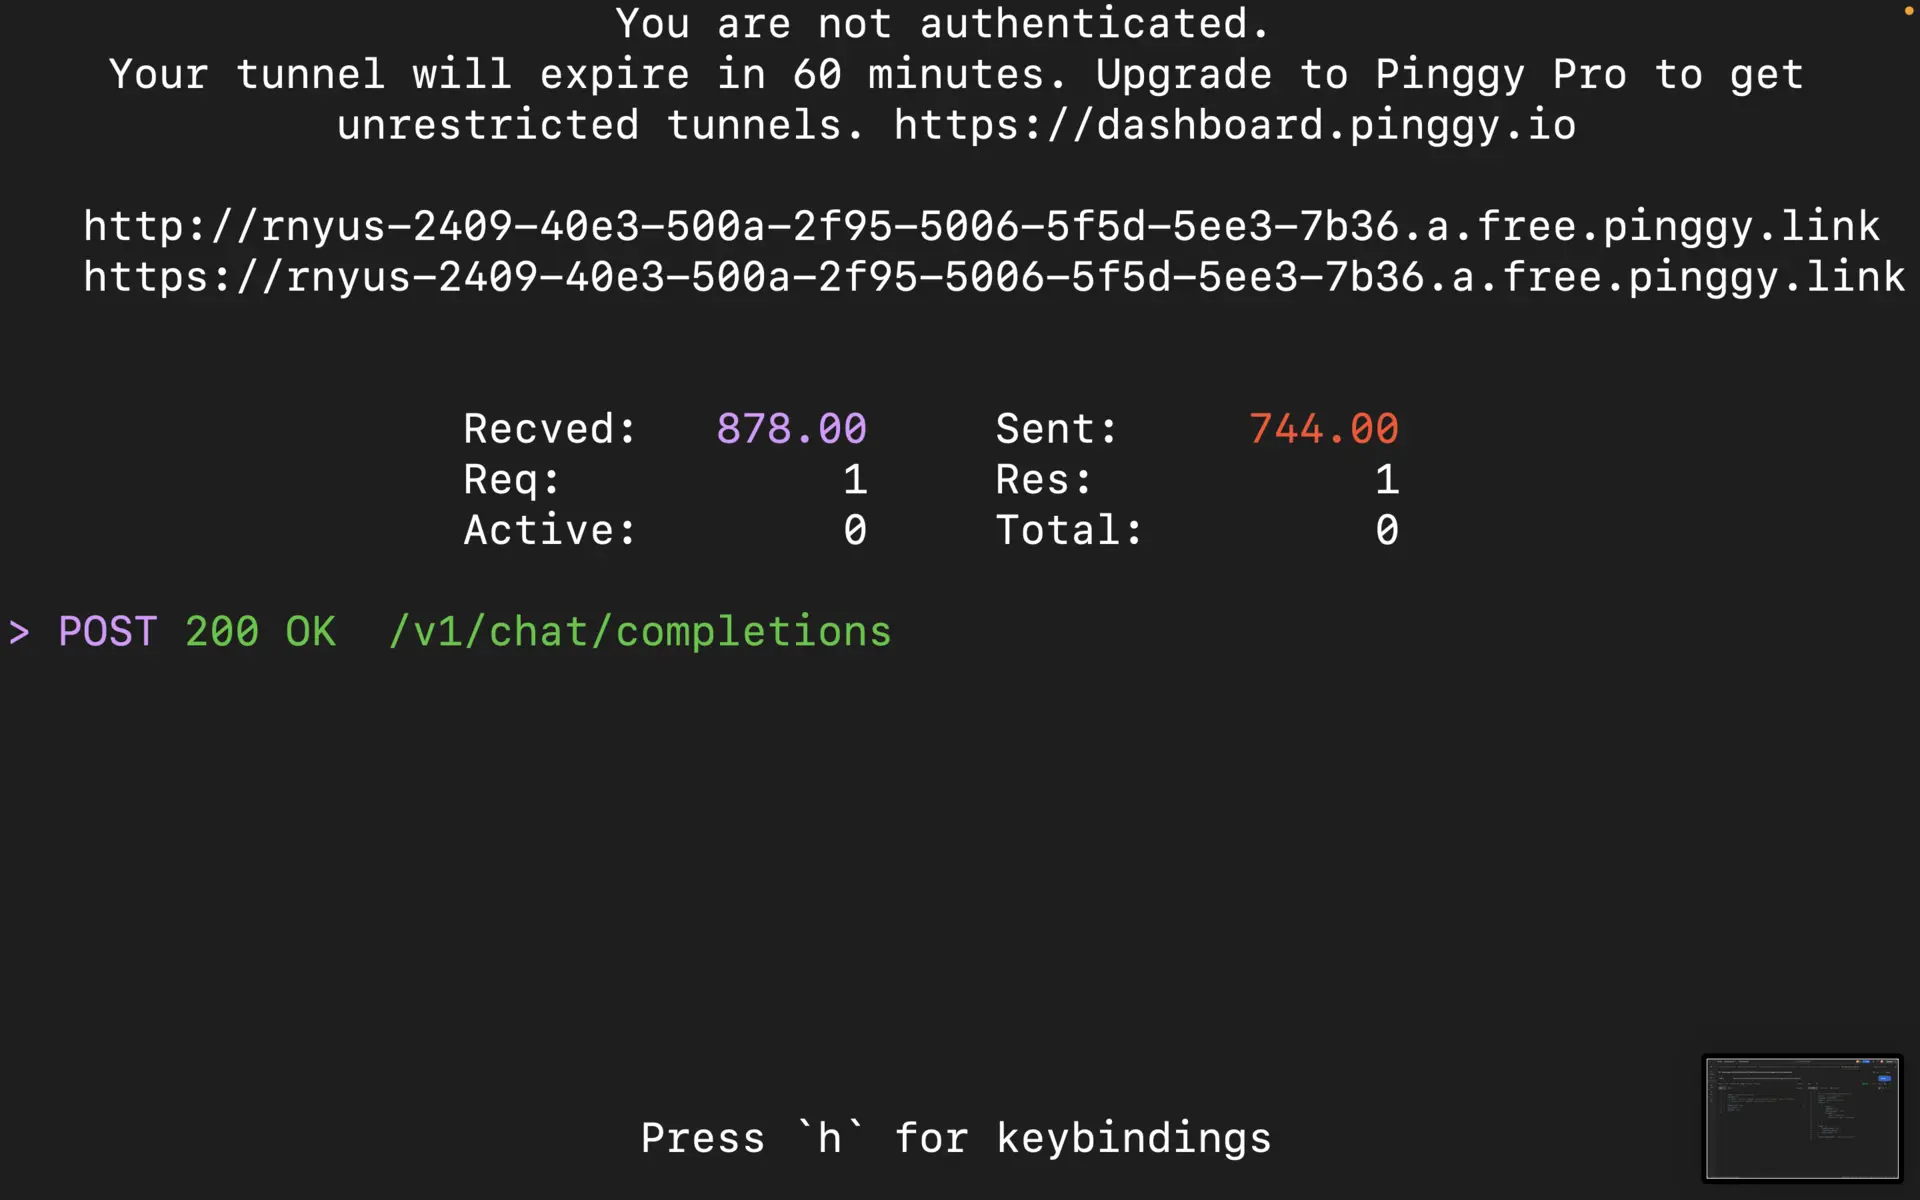 You are not authenticated.
Your tunnel will expire in 60 minutes. Upgrade to Pinggy Pro to get
unrestricted tunnels. https://dashboard.pinggy.io
http://rnyus-2409-40e3-500a-2f95-5006-5f5d-5ee3-7b36.a.free.pinggy.link
https://rnyus-2409-40e3-500a-2f95-5006-5f5d-5ee3-7b36.a.free.pinggy.link
Recved: 878.00 Sent: 744.00
Req: 1 Res: 1
Active: 0 Total: 0
> POST 200 OK /v1/chat/completions
Press `h` for keybindings